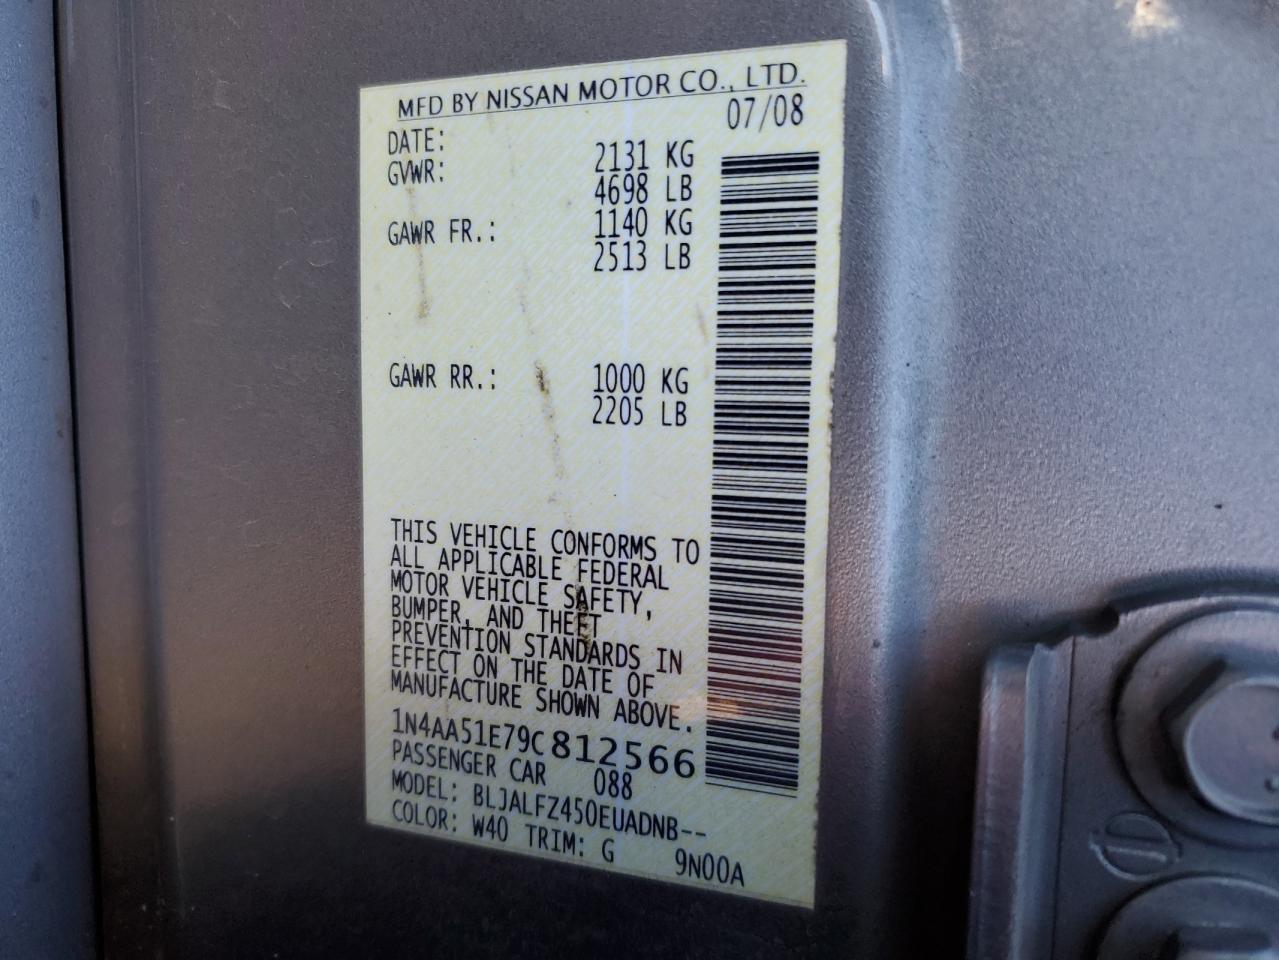 MFD BY NISSAN MOTOR CO., LTD.
DATE: 07/08
GVWR: 2131 KG
4698 LB
GAWR FR.: 1140 KG
2513 LB
GAWR RR.: 1000 KG
2205 LB
THIS VEHICLE CONFORMS TO
ALL APPLICABLE FEDERAL
MOTOR VEHICLE SAFETY,
BUMPER, AND THEFT
PREVENTION STANDARDS IN
EFFECT ON THE DATE OF
MANUFACTURE SHOWN ABOVE.
1N4AA51E79C812566
PASSENGER CAR 088
MODEL: BLJALFZ450EUADNB--
COLOR: W40 TRIM: G 9N00A